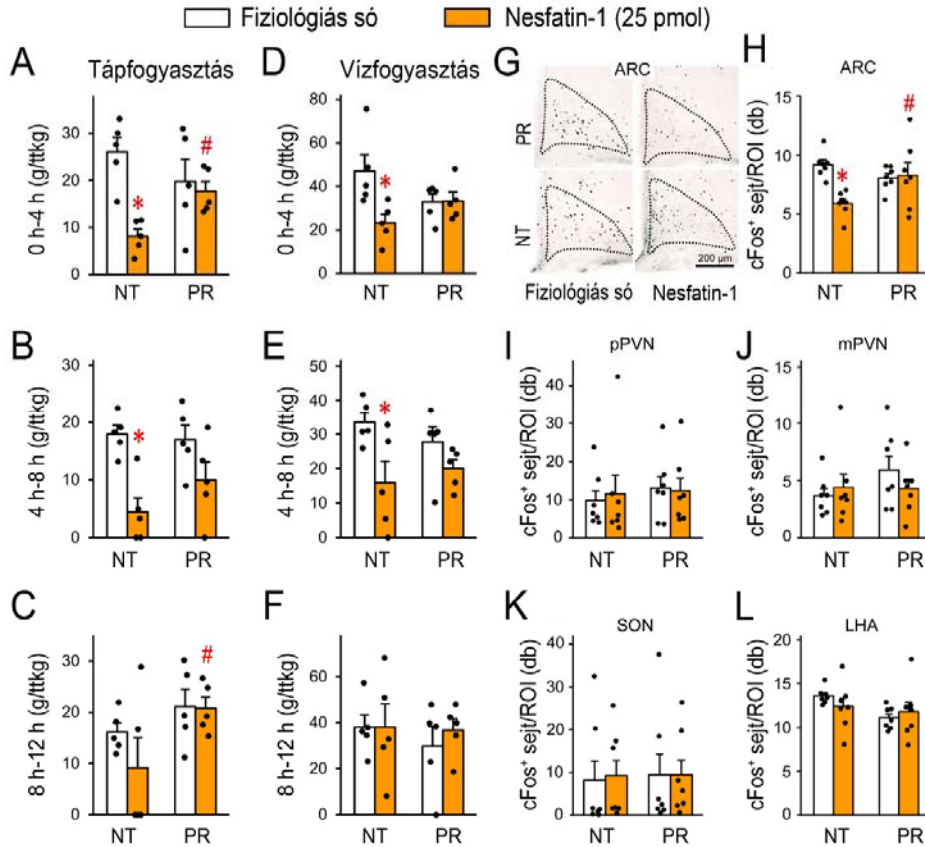 Fiziológiás só Nesfatin-1 (25 pmol)
A Tápfogyasztás
0 h-4 h (g/ttkg)
30
20
10
0
* #
NT PR
D Vízfogyasztás
0 h-4 h (g/ttkg)
80
60
40
20
0
*
NT PR
G ARC
PR
NT
200 µm
Fiziológiás só Nesfatin-1
H ARC
cFos+ sejt/ROI (db)
15
10
5
0
* #
NT PR
B
4 h-8 h (g/ttkg)
30
20
10
0
*
NT PR
E
4 h-8 h (g/ttkg)
50
40
30
20
10
0
*
NT PR
I pPVN
cFos+ sejt/ROI (db)
40
30
20
10
0
NT PR
J mPVN
cFos+ sejt/ROI (db)
15
10
5
0
NT PR
C
8 h-12 h (g/ttkg)
30
20
10
0
#
NT PR
F
8 h-12 h (g/ttkg)
80
60
40
20
0
NT PR
K SON
cFos+ sejt/ROI (db)
50
40
30
20
10
0
NT PR
L LHA
cFos+ sejt/ROI (db)
20
15
10
5
0
NT PR